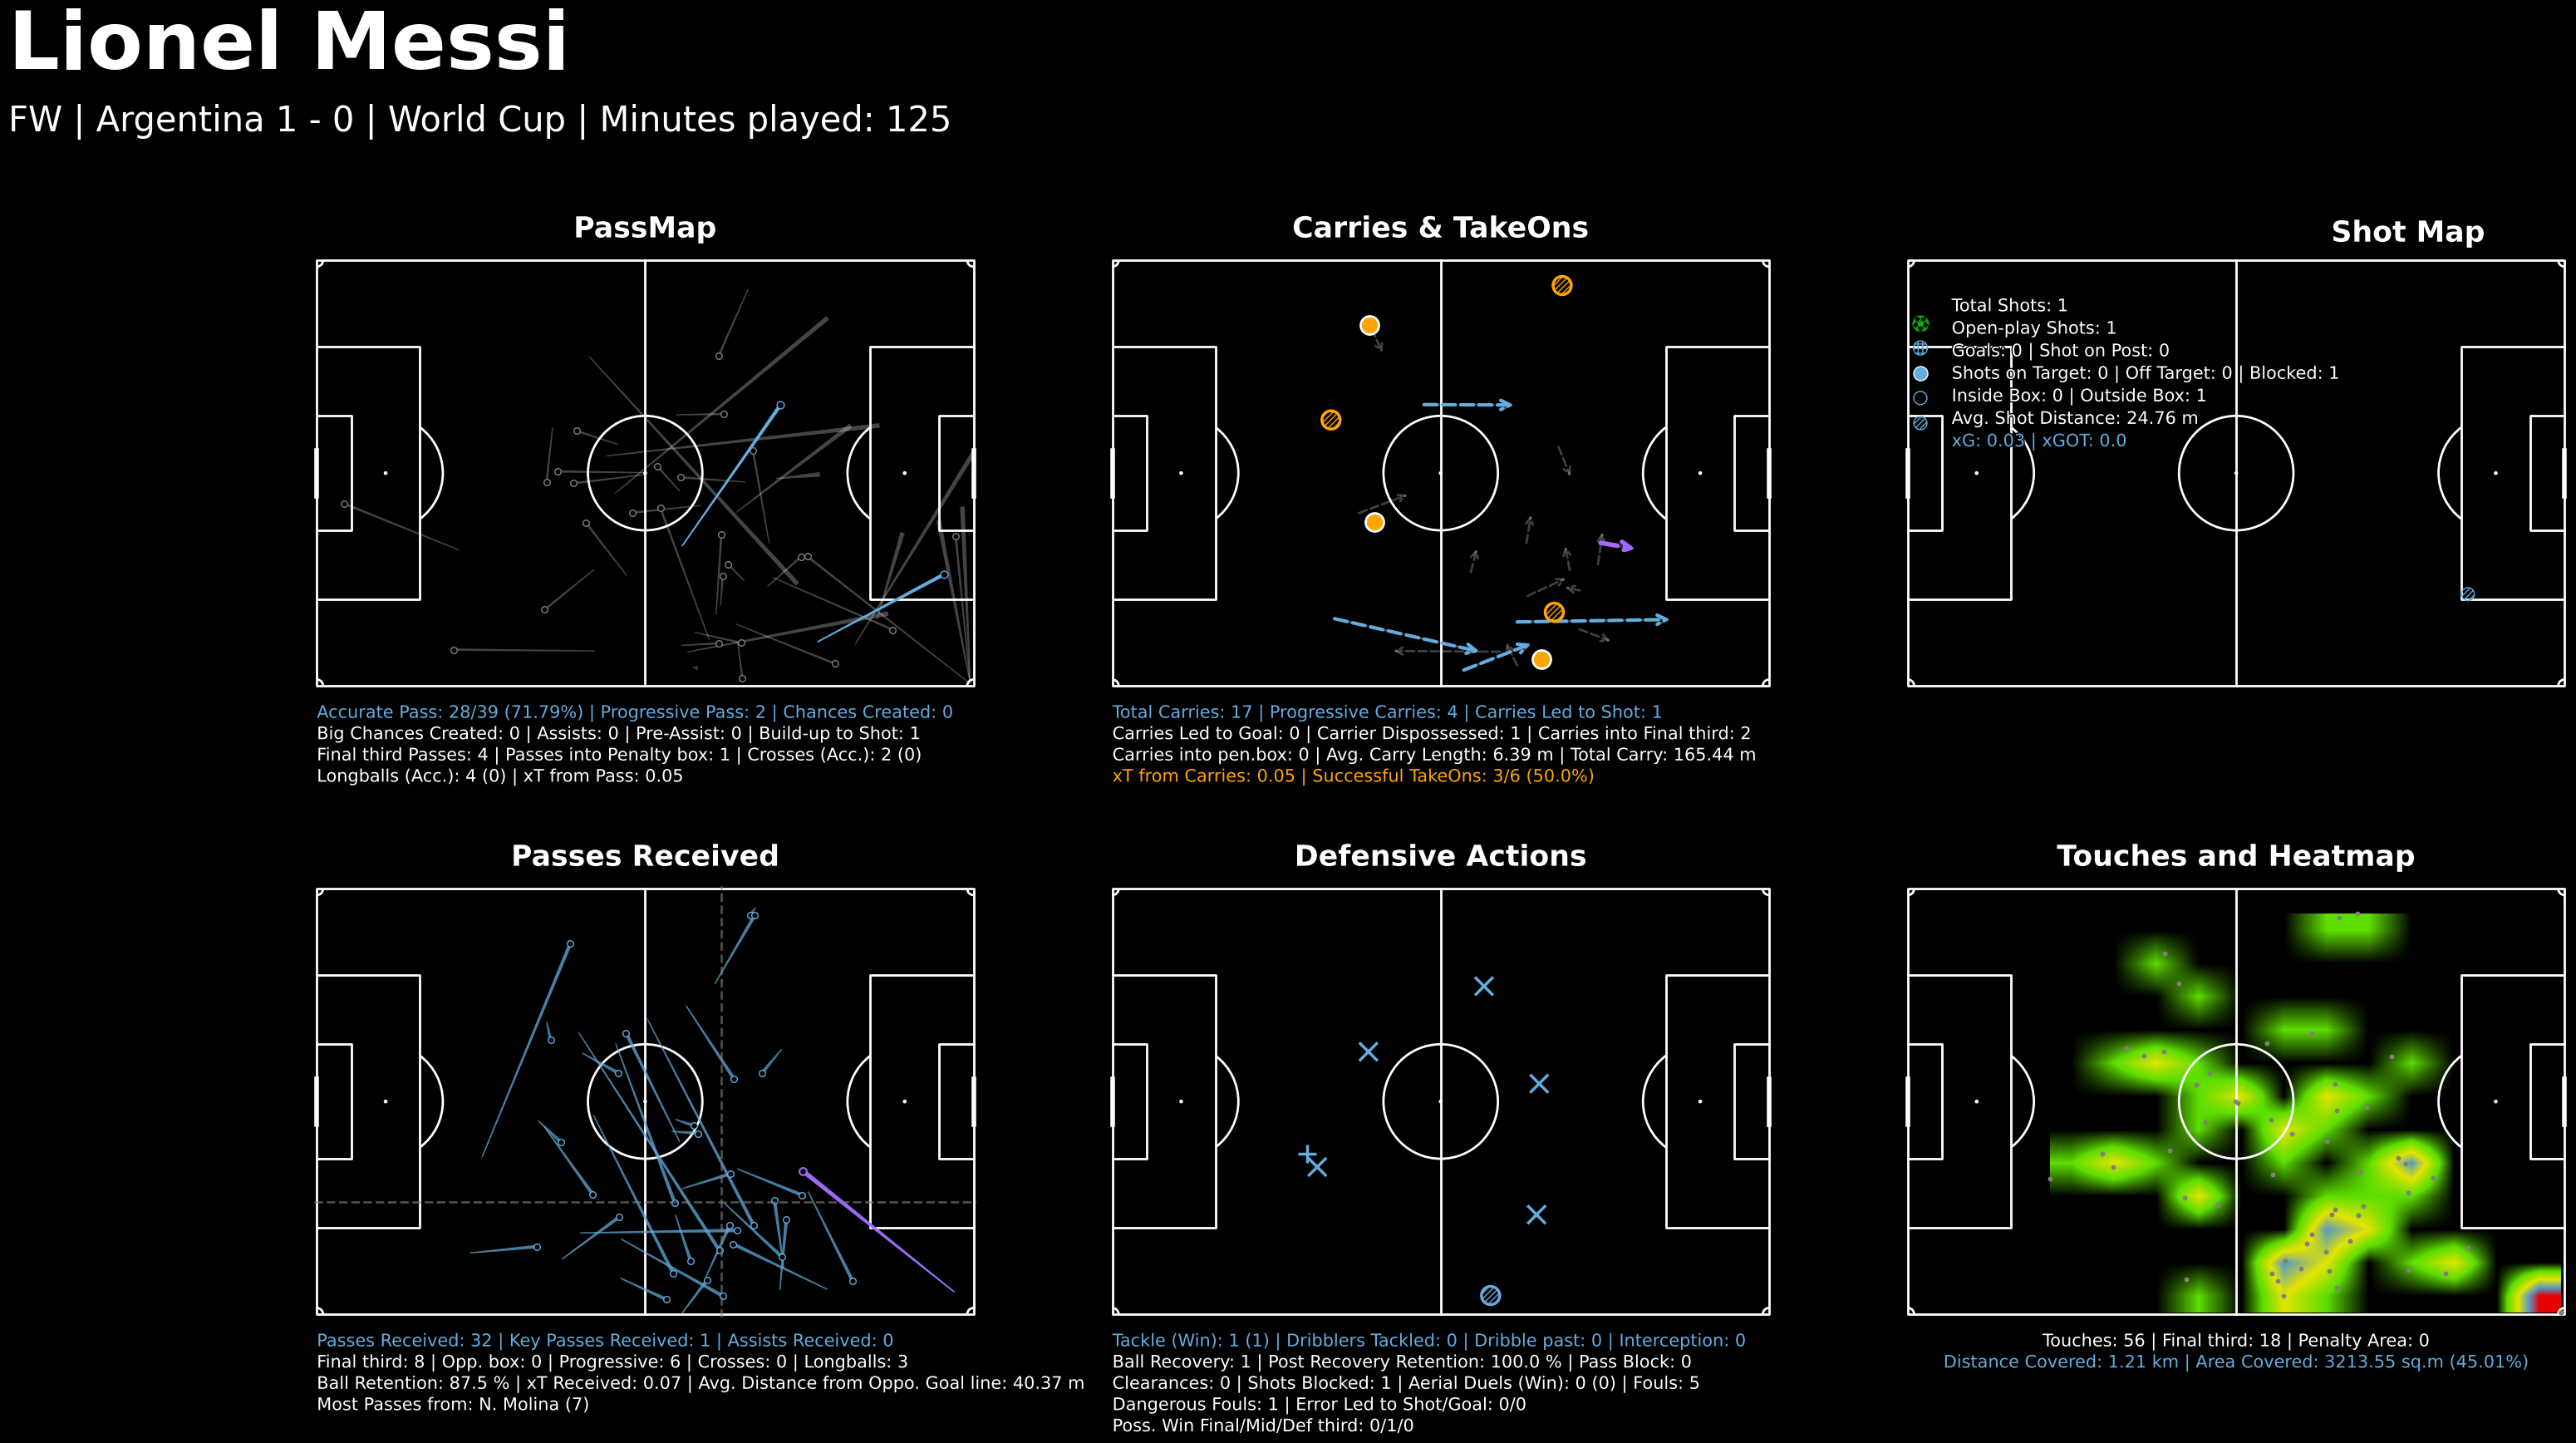 Lionel Messi
FW | Argentina 1 - 0 | World Cup | Minutes played: 125
PassMap
Accurate Pass: 28/39 (71.79%) | Progressive Pass: 2 | Chances Created: 0
Big Chances Created: 0 | Assists: 0 | Pre-Assist: 0 | Build-up to Shot: 1
Final third Passes: 4 | Passes into Penalty box: 1 | Crosses (Acc.): 2 (0)
Longballs (Acc.): 4 (0) | xT from Pass: 0.05
Carries & TakeOns
Total Carries: 17 | Progressive Carries: 4 | Carries Led to Shot: 1
Carries Led to Goal: 0 | Carrier Dispossessed: 1 | Carries into Final third: 2
Carries into pen.box: 0 | Avg. Carry Length: 6.39 m | Total Carry: 165.44 m
xT from Carries: 0.05 | Successful TakeOns: 3/6 (50.0%)
Shot Map
Total Shots: 1
Open-play Shots: 1
Goals: 0 | Shot on Post: 0
Shots on Target: 0 | Off Target: 0 | Blocked: 1
Inside Box: 0 | Outside Box: 1
Avg. Shot Distance: 24.76 m
xG: 0.03 | xGOT: 0.0
Passes Received
Passes Received: 32 | Key Passes Received: 1 | Assists Received: 0
Final third: 8 | Opp. box: 0 | Progressive: 6 | Crosses: 0 | Longballs: 3
Ball Retention: 87.5 % | xT Received: 0.07 | Avg. Distance from Oppo. Goal line: 40.37 m
Most Passes from: N. Molina (7)
Defensive Actions
Tackle (Win): 1 (1) | Dribblers Tackled: 0 | Dribble past: 0 | Interception: 0
Ball Recovery: 1 | Post Recovery Retention: 100.0 % | Pass Block: 0
Clearances: 0 | Shots Blocked: 1 | Aerial Duels (Win): 0 (0) | Fouls: 5
Dangerous Fouls: 1 | Error Led to Shot/Goal: 0/0
Poss. Win Final/Mid/Def third: 0/1/0
Touches and Heatmap
Touches: 56 | Final third: 18 | Penalty Area: 0
Distance Covered: 1.21 km | Area Covered: 3213.55 sq.m (45.01%)